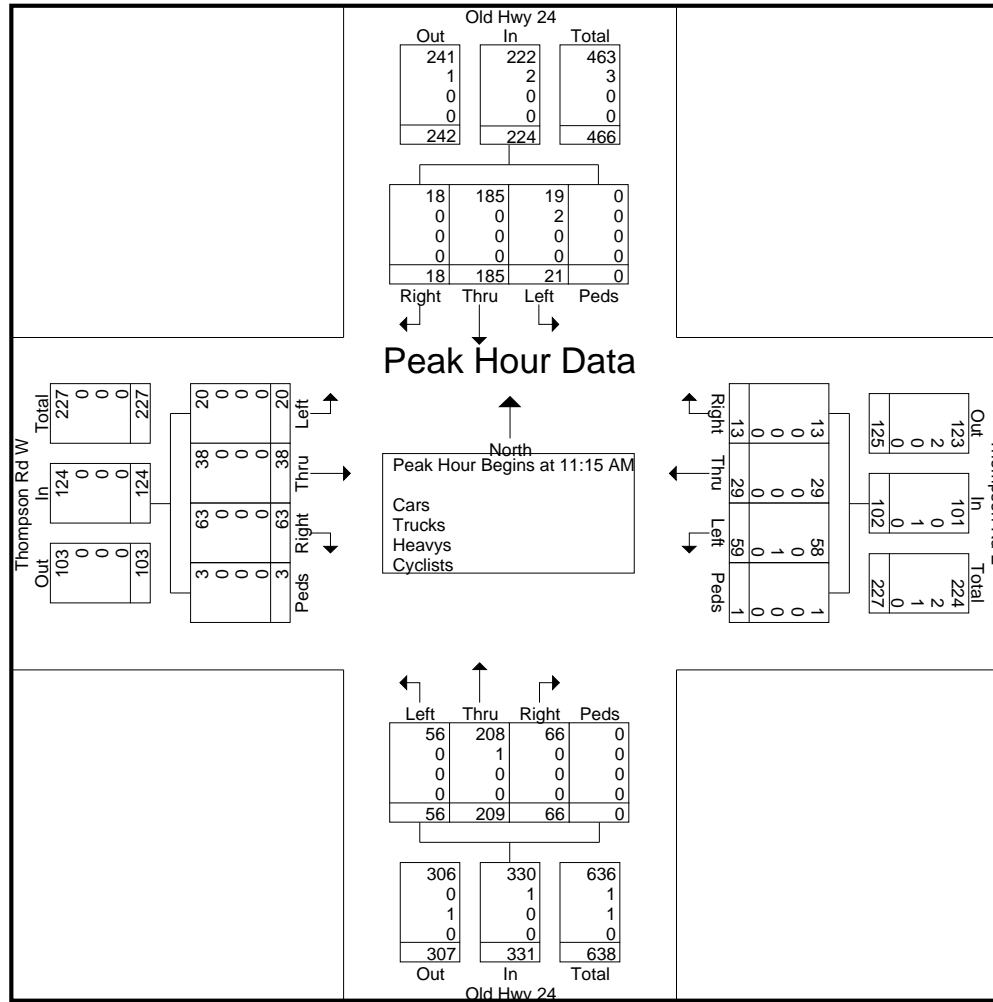 Old Hwy 24
Out In Total
241 222 463
1 2 3
0 0 0
0 0 0
242 224 466
18 185 19 0
0 0 2 0
0 0 0 0
0 0 0 0
18 185 21 0
Right Thru Left Peds
Peak Hour Data
North
Peak Hour Begins at 11:15 AM
Cars
Trucks
Heavys
Cyclists
Thompson Rd W
Out In Total
103 124 227
0 0 0
0 0 0
0 0 0
103 124 227
3 63 38 20
0 0 0 0
0 0 0 0
0 0 0 0
3 63 38 20
Peds Right Thru Left
Out In Total
123 101 224
2 0 2
0 1 1
0 0 0
125 102 227
13 29 58 1
0 0 0 0
0 0 1 0
0 0 0 0
13 29 59 1
Right Thru Left Peds
Left Thru Right Peds
56 208 66 0
0 1 0 0
0 0 0 0
0 0 0 0
56 209 66 0
306 330 636
0 1 1
1 0 1
0 0 0
307 331 638
Out In Total
Old Hwy 24